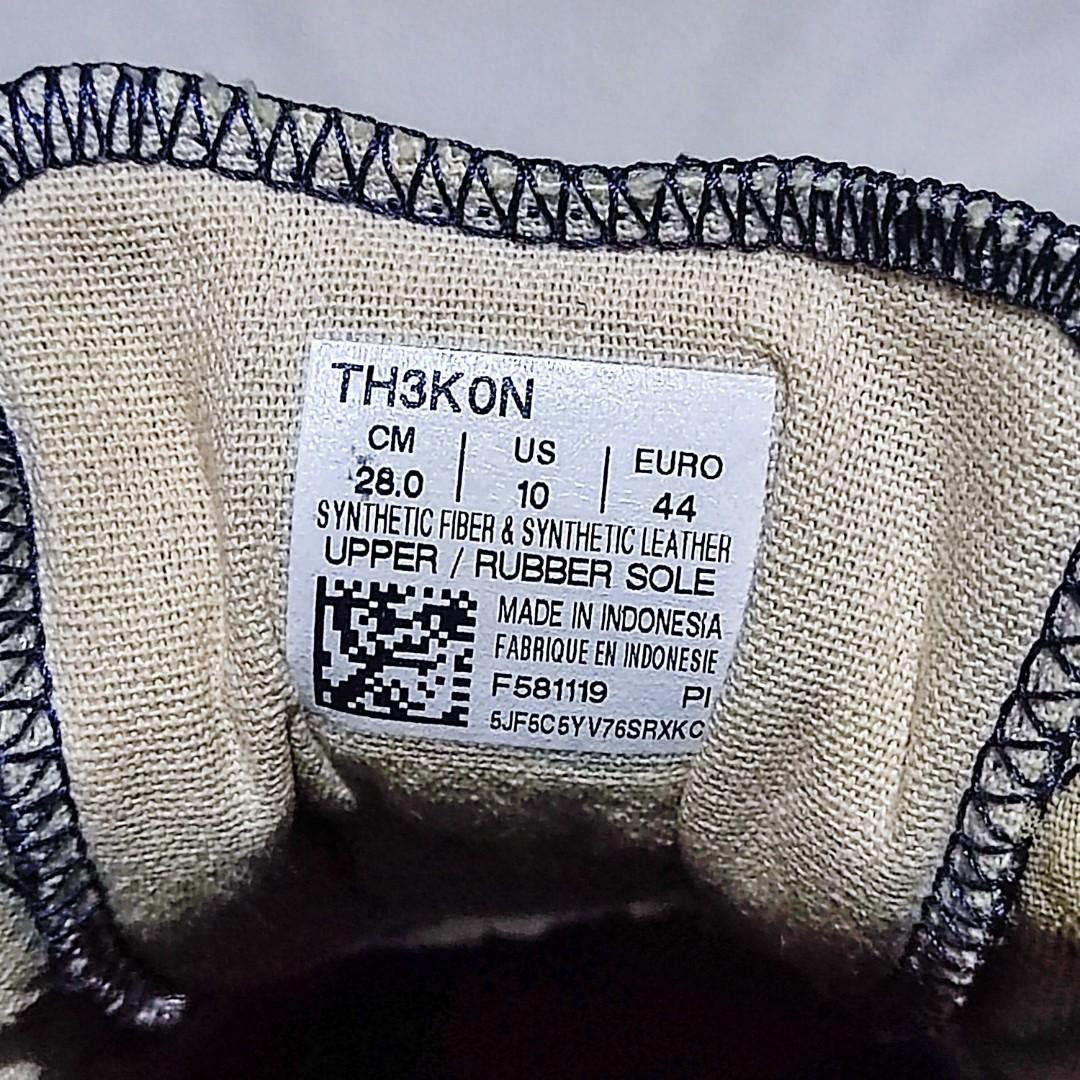 TH3K0N
CM | US | EURO
28.0 | 10 | 44
SYNTHETIC FIBER & SYNTHETIC LEATHER
UPPER / RUBBER SOLE
MADE IN INDONESIA
FABRIQUE EN INDONESIE
F581119 PI
5JF5C5YV76SRXKC